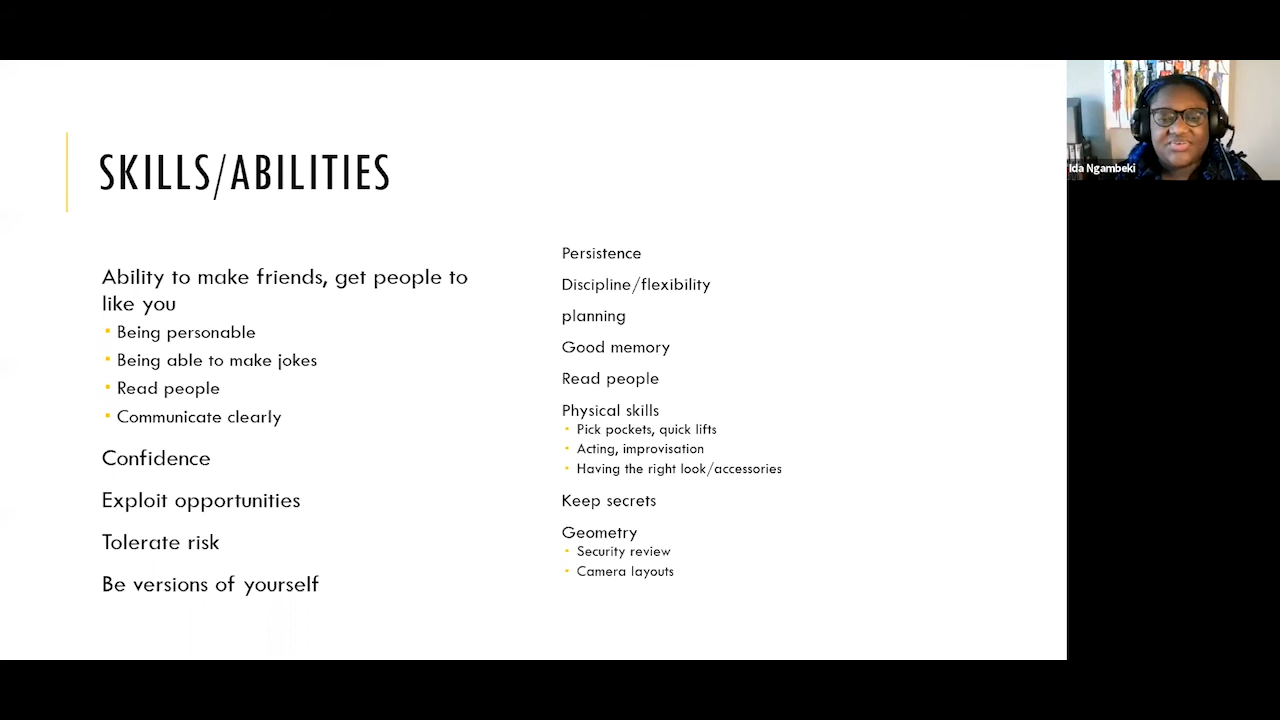 SKILLS/ABILITIES
Ability to make friends, get people to
like you
Being personable
Being able to make jokes
Read people
Communicate clearly
Confidence
Exploit opportunities
Tolerate risk
Be versions of yourself
Persistence
Discipline/flexibility
planning
Good memory
Read people
Physical skills
Pick pockets, quick lifts
Acting, improvisation
Having the right look/accessories
Keep secrets
Geometry
Security review
Camera layouts
Ida Ngambeki